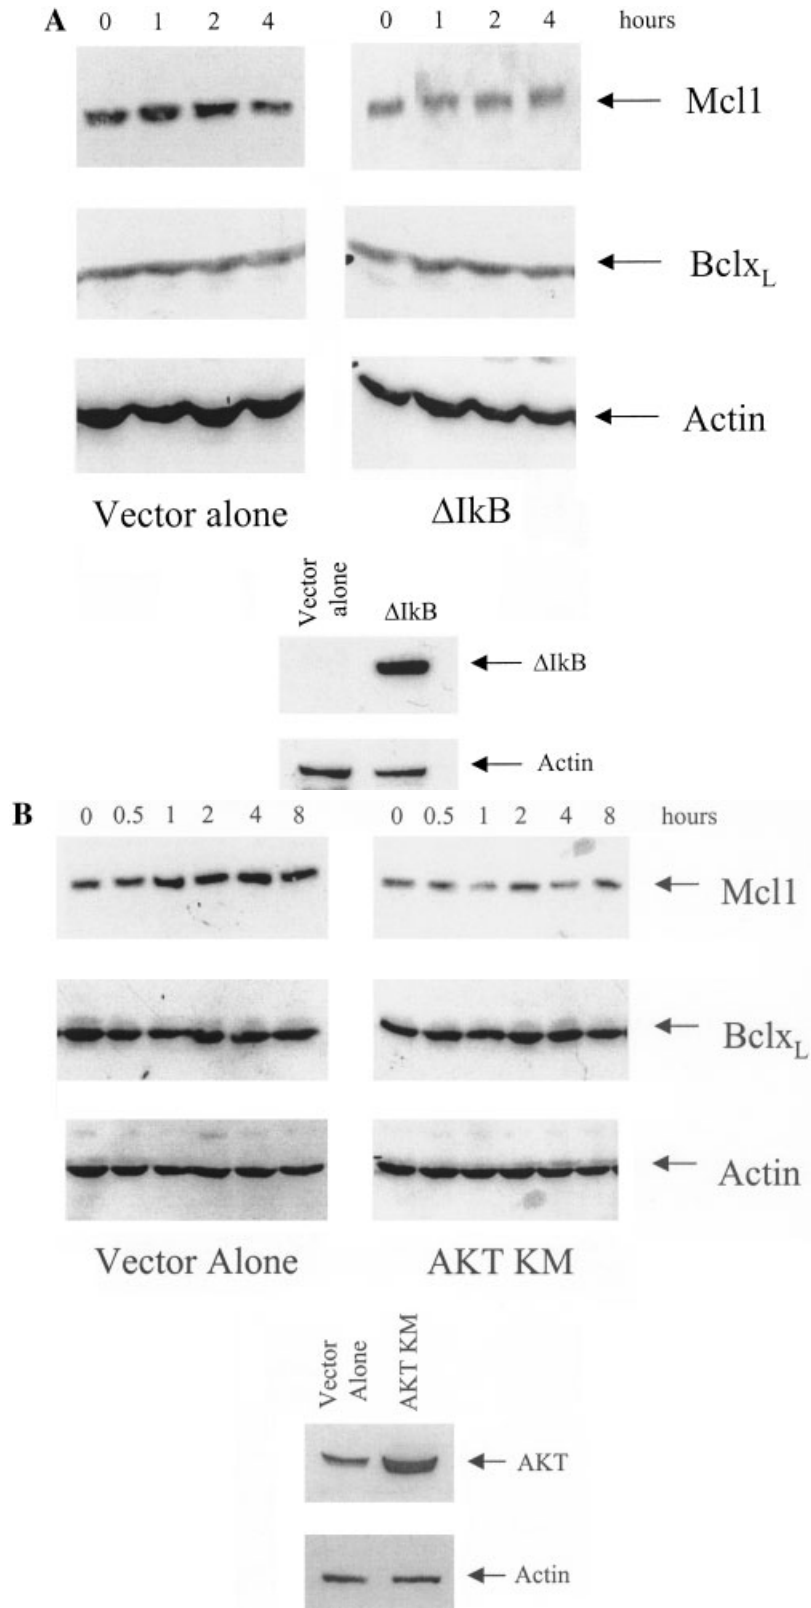 A 0 1 2 4 0 1 2 4 hours
Mcl1
BclxL
Actin
Vector alone ΔIkB
Vector
alone
ΔIkB
ΔIkB
Actin
B 0 0.5 1 2 4 8 0 0.5 1 2 4 8 hours
Mcl1
BclxL
Actin
Vector Alone AKT KM
Vector
Alone
AKT KM
AKT
Actin